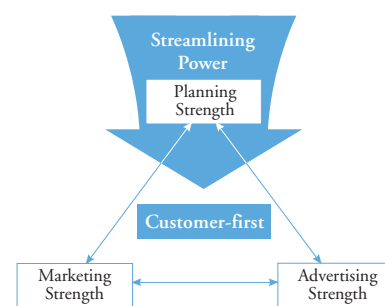 Streamlining
Power
Planning
Strength
Customer-first
Marketing
Strength
Advertising
Strength